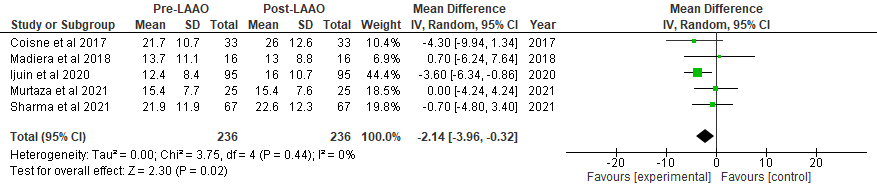 Pre-LAAO Post-LAAO Mean Difference Mean Difference
Study or Subgroup Mean SD Total Mean SD Total Weight IV, Random, 95% CI Year IV, Random, 95% CI
Coisne et al 2017 21.7 10.7 33 26 12.6 33 10.4% -4.30 [-9.94, 1.34] 2017
Madiera et al 2018 13.7 11.1 16 13 8.8 16 6.9% 0.70 [-6.24, 7.64] 2018
Ijuin et al 2020 12.4 8.4 95 16 10.7 95 44.4% -3.60 [-6.34, -0.86] 2020
Murtaza et al 2021 15.4 7.7 25 15.4 7.6 25 18.5% 0.00 [-4.24, 4.24] 2021
Sharma et al 2021 21.9 11.9 67 22.6 12.3 67 19.8% -0.70 [-4.80, 3.40] 2021
Total (95% CI) 236 236 100.0% -2.14 [-3.96, -0.32]
Heterogeneity: Tau² = 0.00; Chi² = 3.75, df = 4 (P = 0.44); I² = 0%
Test for overall effect: Z = 2.30 (P = 0.02)
-20 -10 0 10 20
Favours [experimental] Favours [control]